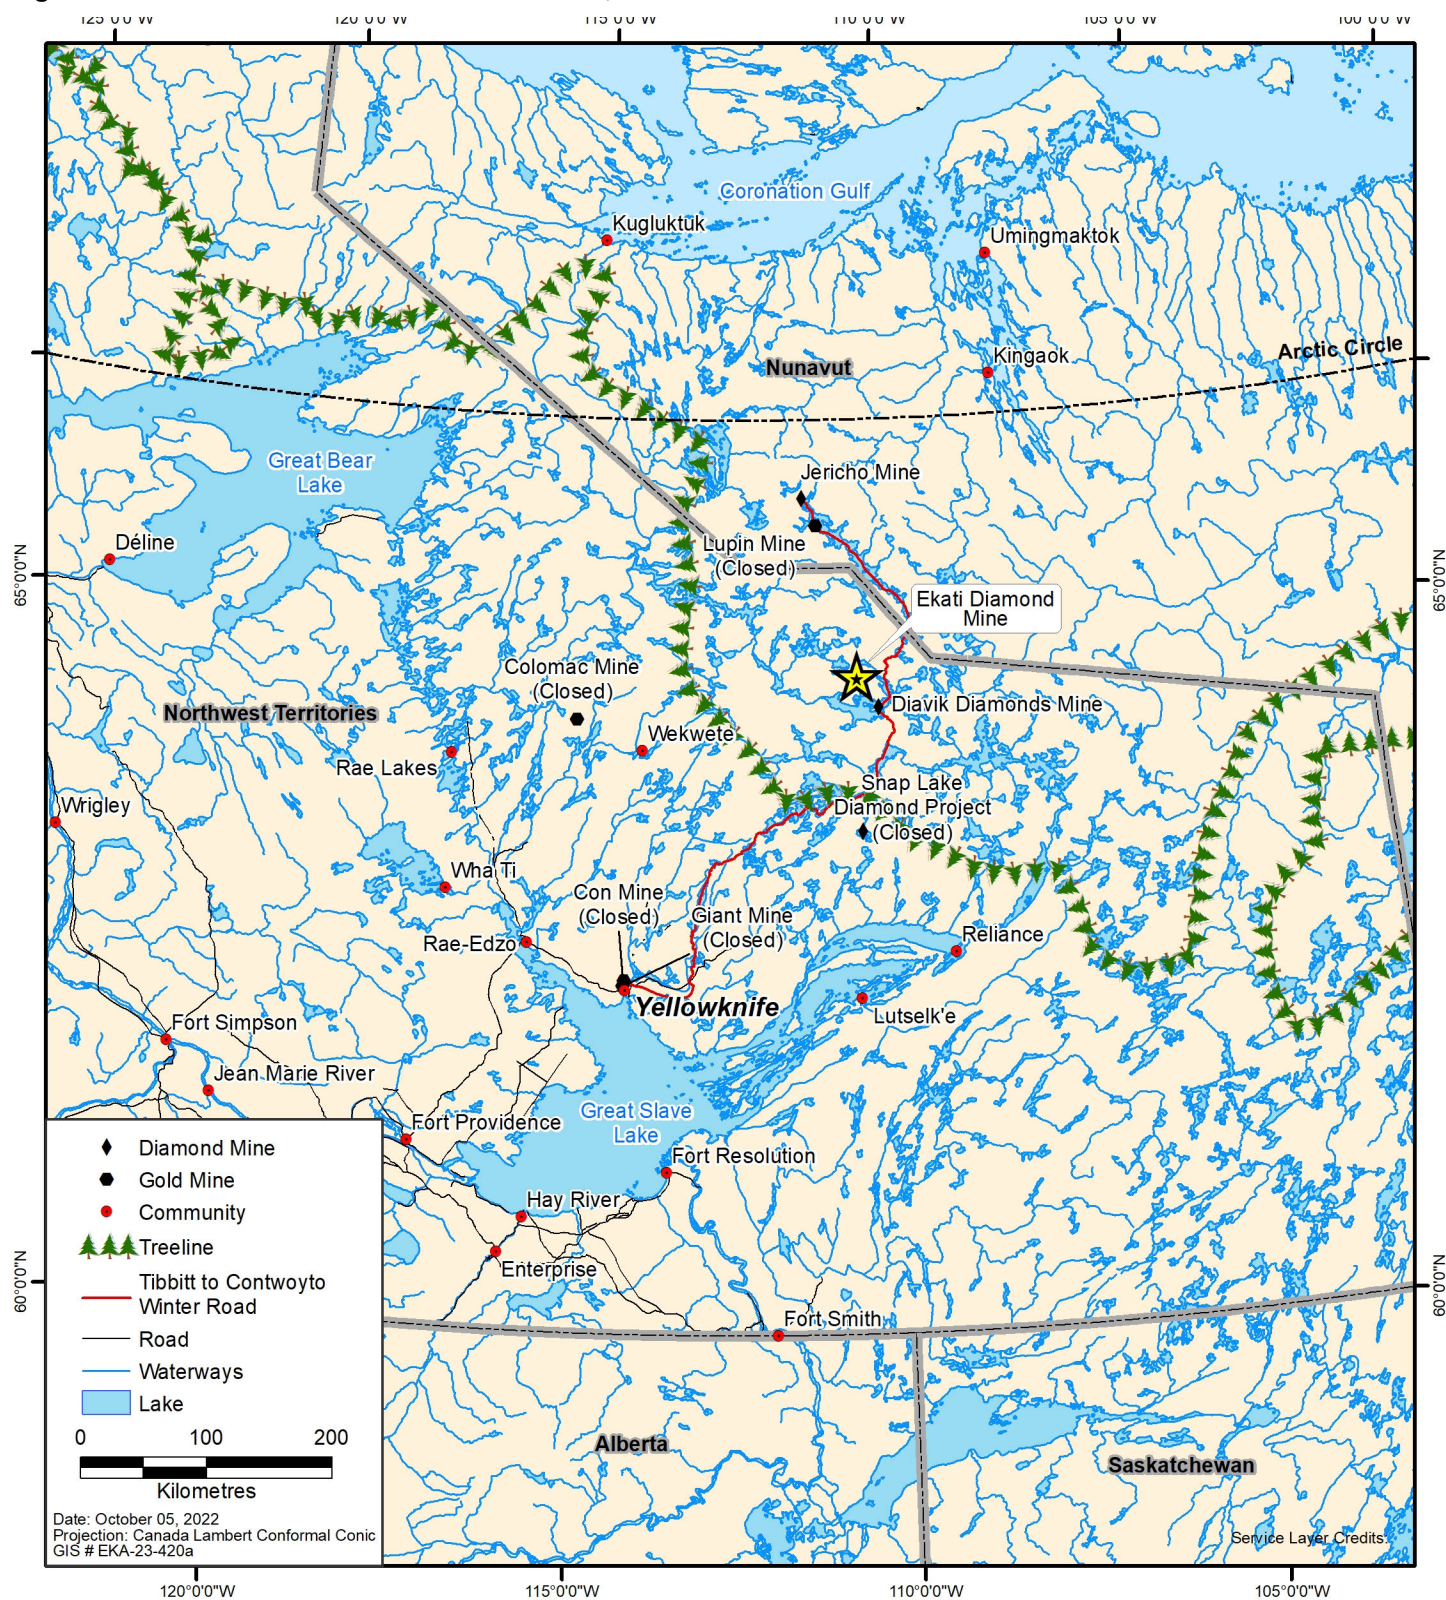 125°0'0"W 120°0'0"W 115°0'0"W 110°0'0"W 105°0'0"W 100°0'0"W
Coronation Gulf
Kugluktuk
Umingmaktok
Kingaok
Arctic Circle
Nunavut
Great Bear
Lake
Jericho Mine
Déline
Lupin Mine
(Closed)
65°0'0"N
65°0'0"N
Ekati Diamond
Mine
Colomac Mine
(Closed)
Northwest Territories
Diavik Diamonds Mine
Wekwete
Rae Lakes
Snap Lake
Diamond Project
(Closed)
Wrigley
Wha Ti
Con Mine
(Closed)
Giant Mine
(Closed)
Rae-Edzo
Reliance
Yellowknife
Lutselk'e
Fort Simpson
Jean Marie River
Great Slave
Lake
Fort Providence
Fort Resolution
Hay River
Enterprise
Fort Smith
60°0'0"N
60°0'0"N
Alberta
Saskatchewan
Diamond Mine
Gold Mine
Community
Treeline
Tibbitt to Contwoyto
Winter Road
Road
Waterways
Lake
0 100 200
Kilometres
Date: October 05, 2022
Projection: Canada Lambert Conformal Conic
GIS # EKA-23-420a
Service Layer Credits:
120°0'0"W 115°0'0"W 110°0'0"W 105°0'0"W